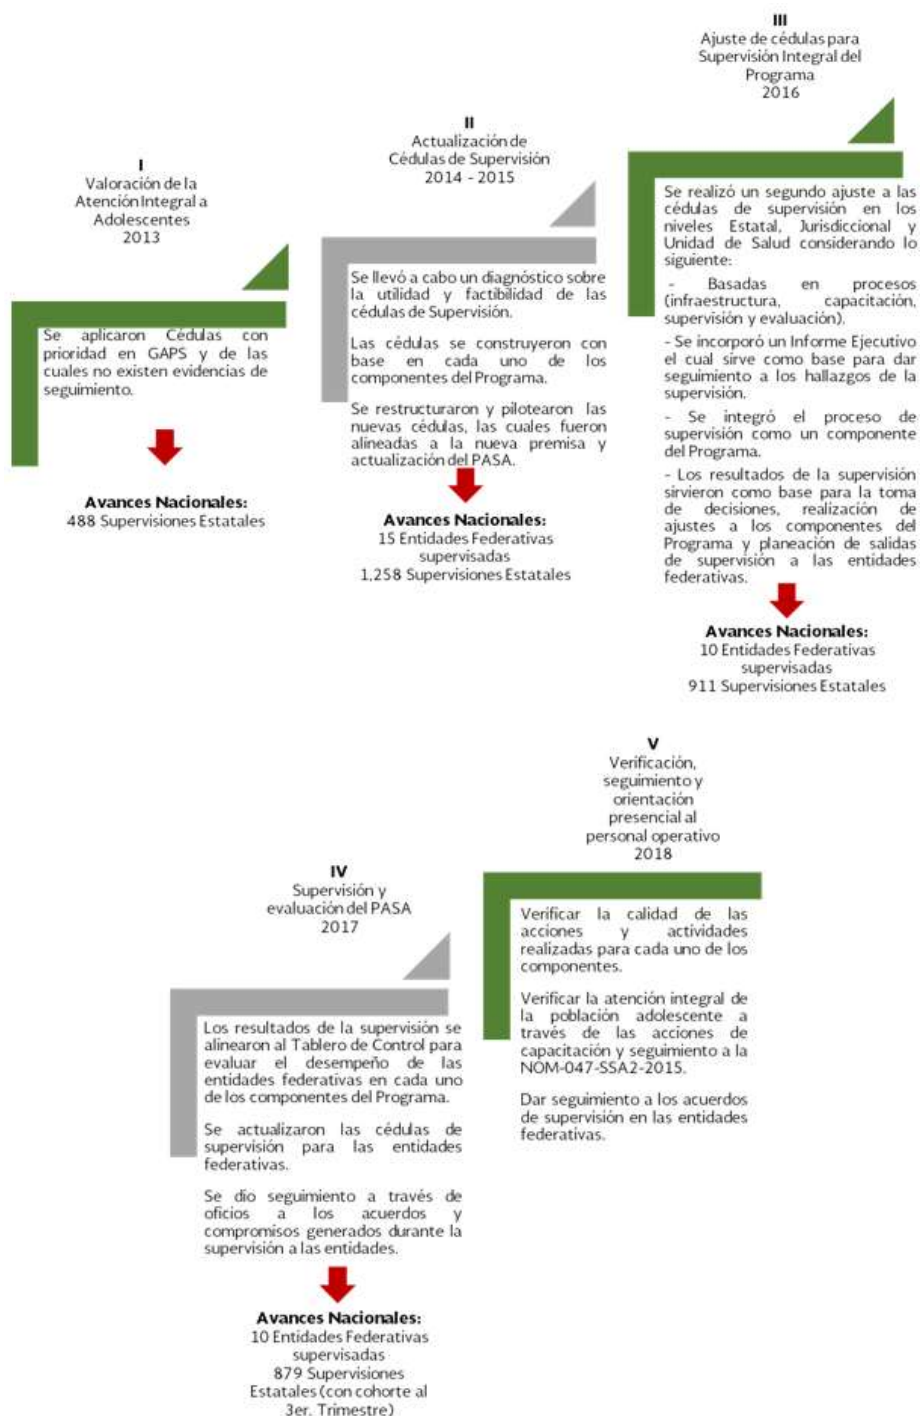 I
Valoración de la
Atención Integral a
Adolescentes
2013
Se aplicaron Cédulas con
prioridad en GAPS y de las
cuales no existen evidencias de
seguimiento.
Avances Nacionales:
488 Supervisiones Estatales
II
Actualización de
Cédulas de Supervisión
2014 - 2015
Se llevó a cabo un diagnóstico sobre
la utilidad y factibilidad de las
cédulas de Supervisión.
Las cédulas se construyeron con
base en cada uno de los
componentes del Programa.
Se restructuraron y pilotearon las
nuevas cédulas, las cuales fueron
alineadas a la nueva premisa y
actualización del PASA.
Avances Nacionales:
15 Entidades Federativas
supervisadas
1,258 Supervisiones Estatales
III
Ajuste de cédulas para
Supervisión Integral del
Programa
2016
Se realizó un segundo ajuste a las
cédulas de supervisión en los
niveles Estatal, Jurisdiccional y
Unidad de Salud considerando lo
siguiente:
- Basadas en procesos
(infraestructura, capacitación,
supervisión y evaluación).
- Se incorporó un Informe Ejecutivo
el cual sirve como base para dar
seguimiento a los hallazgos de la
supervisión.
- Se integró el proceso de
supervisión como un componente
del Programa.
- Los resultados de la supervisión
sirvieron como base para la toma
de decisiones, realización de
ajustes a los componentes del
Programa y planeación de salidas
de supervisión a las entidades
federativas.
Avances Nacionales:
10 Entidades Federativas
supervisadas
911 Supervisiones Estatales
IV
Supervisión y
evaluación del PASA
2017
Los resultados de la supervisión se
alinearon al Tablero de Control para
evaluar el desempeño de las
entidades federativas en cada uno
de los componentes del Programa.
Se actualizaron las cédulas de
supervisión para las entidades
federativas.
Se dio seguimiento a través de
oficios a los acuerdos y
compromisos generados durante la
supervisión a las entidades.
Avances Nacionales:
10 Entidades Federativas
supervisadas
879 Supervisiones
Estatales (con cohorte al
3er. Trimestre)
V
Verificación,
seguimiento y
orientación
presencial al
personal operativo
2018
Verificar la calidad de las
acciones y actividades
realizadas para cada uno de los
componentes.
Verificar la atención integral de
la población adolescente a
través de las acciones de
capacitación y seguimiento a la
NOM-047-SSA2-2015.
Dar seguimiento a los acuerdos
de supervisión en las entidades
federativas.